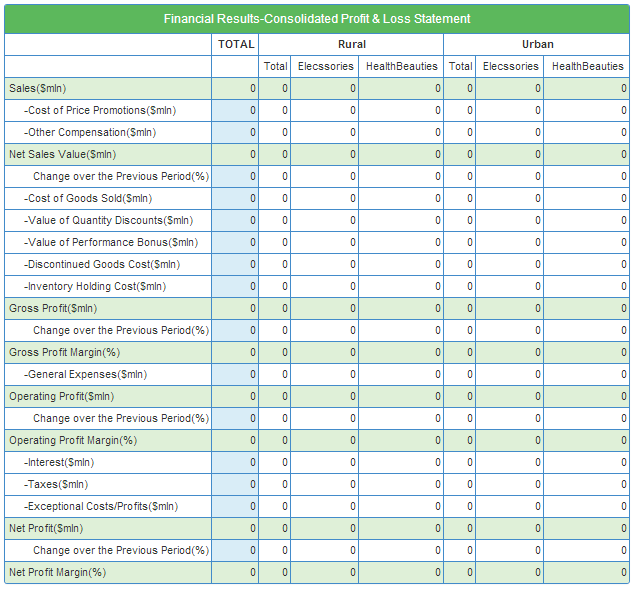 Financial Results-Consolidated Profit & Loss Statement
TOTAL Rural Urban
Total Elecssories HealthBeauties Total Elecssories HealthBeauties
Sales($mln) 0 0 0 0 0 0 0
-Cost of Price Promotions($mln) 0 0 0 0 0 0 0
-Other Compensation($mln) 0 0 0 0 0 0 0
Net Sales Value($mln) 0 0 0 0 0 0 0
Change over the Previous Period(%) 0 0 0 0 0 0 0
-Cost of Goods Sold($mln) 0 0 0 0 0 0 0
-Value of Quantity Discounts($mln) 0 0 0 0 0 0 0
-Value of Performance Bonus($mln) 0 0 0 0 0 0 0
-Discontinued Goods Cost($mln) 0 0 0 0 0 0 0
-Inventory Holding Cost($mln) 0 0 0 0 0 0 0
Gross Profit($mln) 0 0 0 0 0 0 0
Change over the Previous Period(%) 0 0 0 0 0 0 0
Gross Profit Margin(%) 0 0 0 0 0 0 0
-General Expenses($mln) 0 0 0 0 0 0 0
Operating Profit($mln) 0 0 0 0 0 0 0
Change over the Previous Period(%) 0 0 0 0 0 0 0
Operating Profit Margin(%) 0 0 0 0 0 0 0
-Interest($mln) 0 0 0 0 0 0 0
-Taxes($mln) 0 0 0 0 0 0 0
-Exceptional Costs/Profits($mln) 0 0 0 0 0 0 0
Net Profit($mln) 0 0 0 0 0 0 0
Change over the Previous Period(%) 0 0 0 0 0 0 0
Net Profit Margin(%) 0 0 0 0 0 0 0